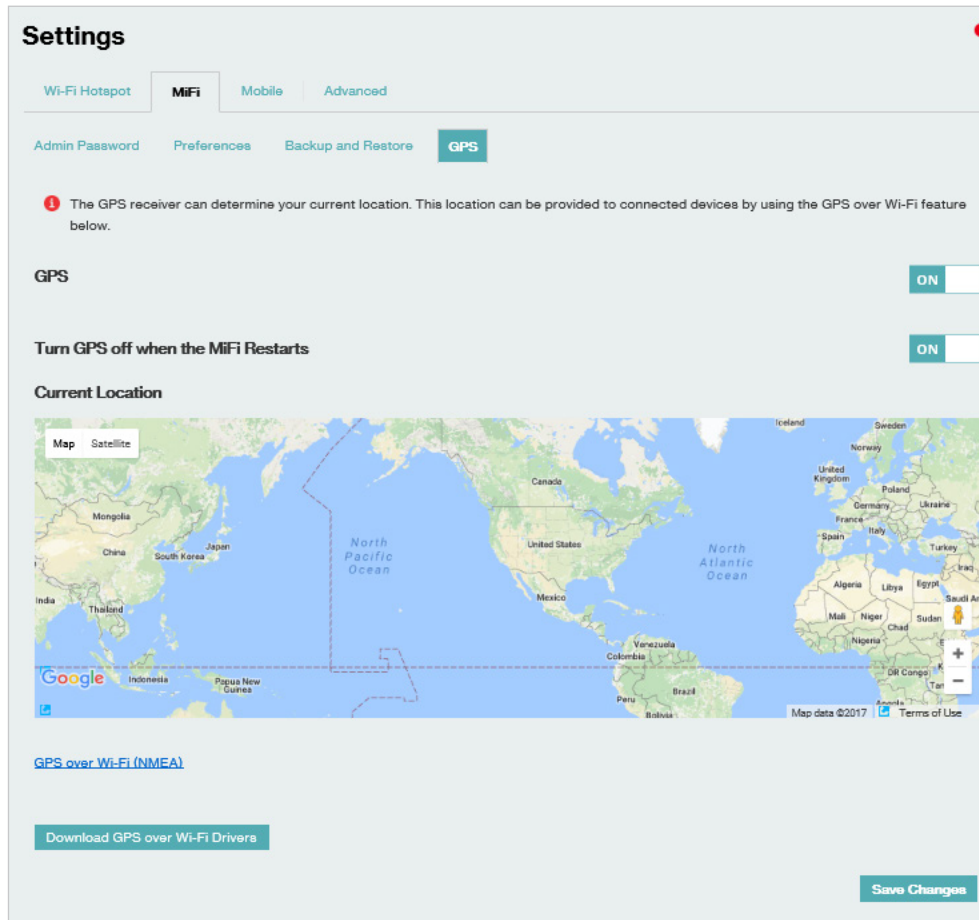 Settings
Wi-Fi Hotspot MiFi Mobile Advanced
Admin Password Preferences Backup and Restore GPS
The GPS receiver can determine your current location. This location can be provided to connected devices by using the GPS over Wi-Fi feature
below.
GPS ON
Turn GPS off when the MiFi Restarts ON
Current Location
Map Satellite
Iceland
Sweden
Norway
Canada
United
Kingdom
Poland
Germany Ukraine
France
Mongolia
Spain Italy
North
Pacific
Ocean
United States
North
Atlantic
Ocean
Turkey
China South Korea Japan
Iraq
Algeria Libya Egypt
Saudi Ar
India
Thailand
Mexico
Mali Niger Chad Sudan
Nigeria
Venezuela
Colombia
Google Indonesia Papua New
Guinea
DR Congo
Tan
Peru Brazil
Angola
Bolivia
Map data ©2017 Terms of Use
GPS over Wi-Fi (NMEA)
Download GPS over Wi-Fi Drivers
Save Changes